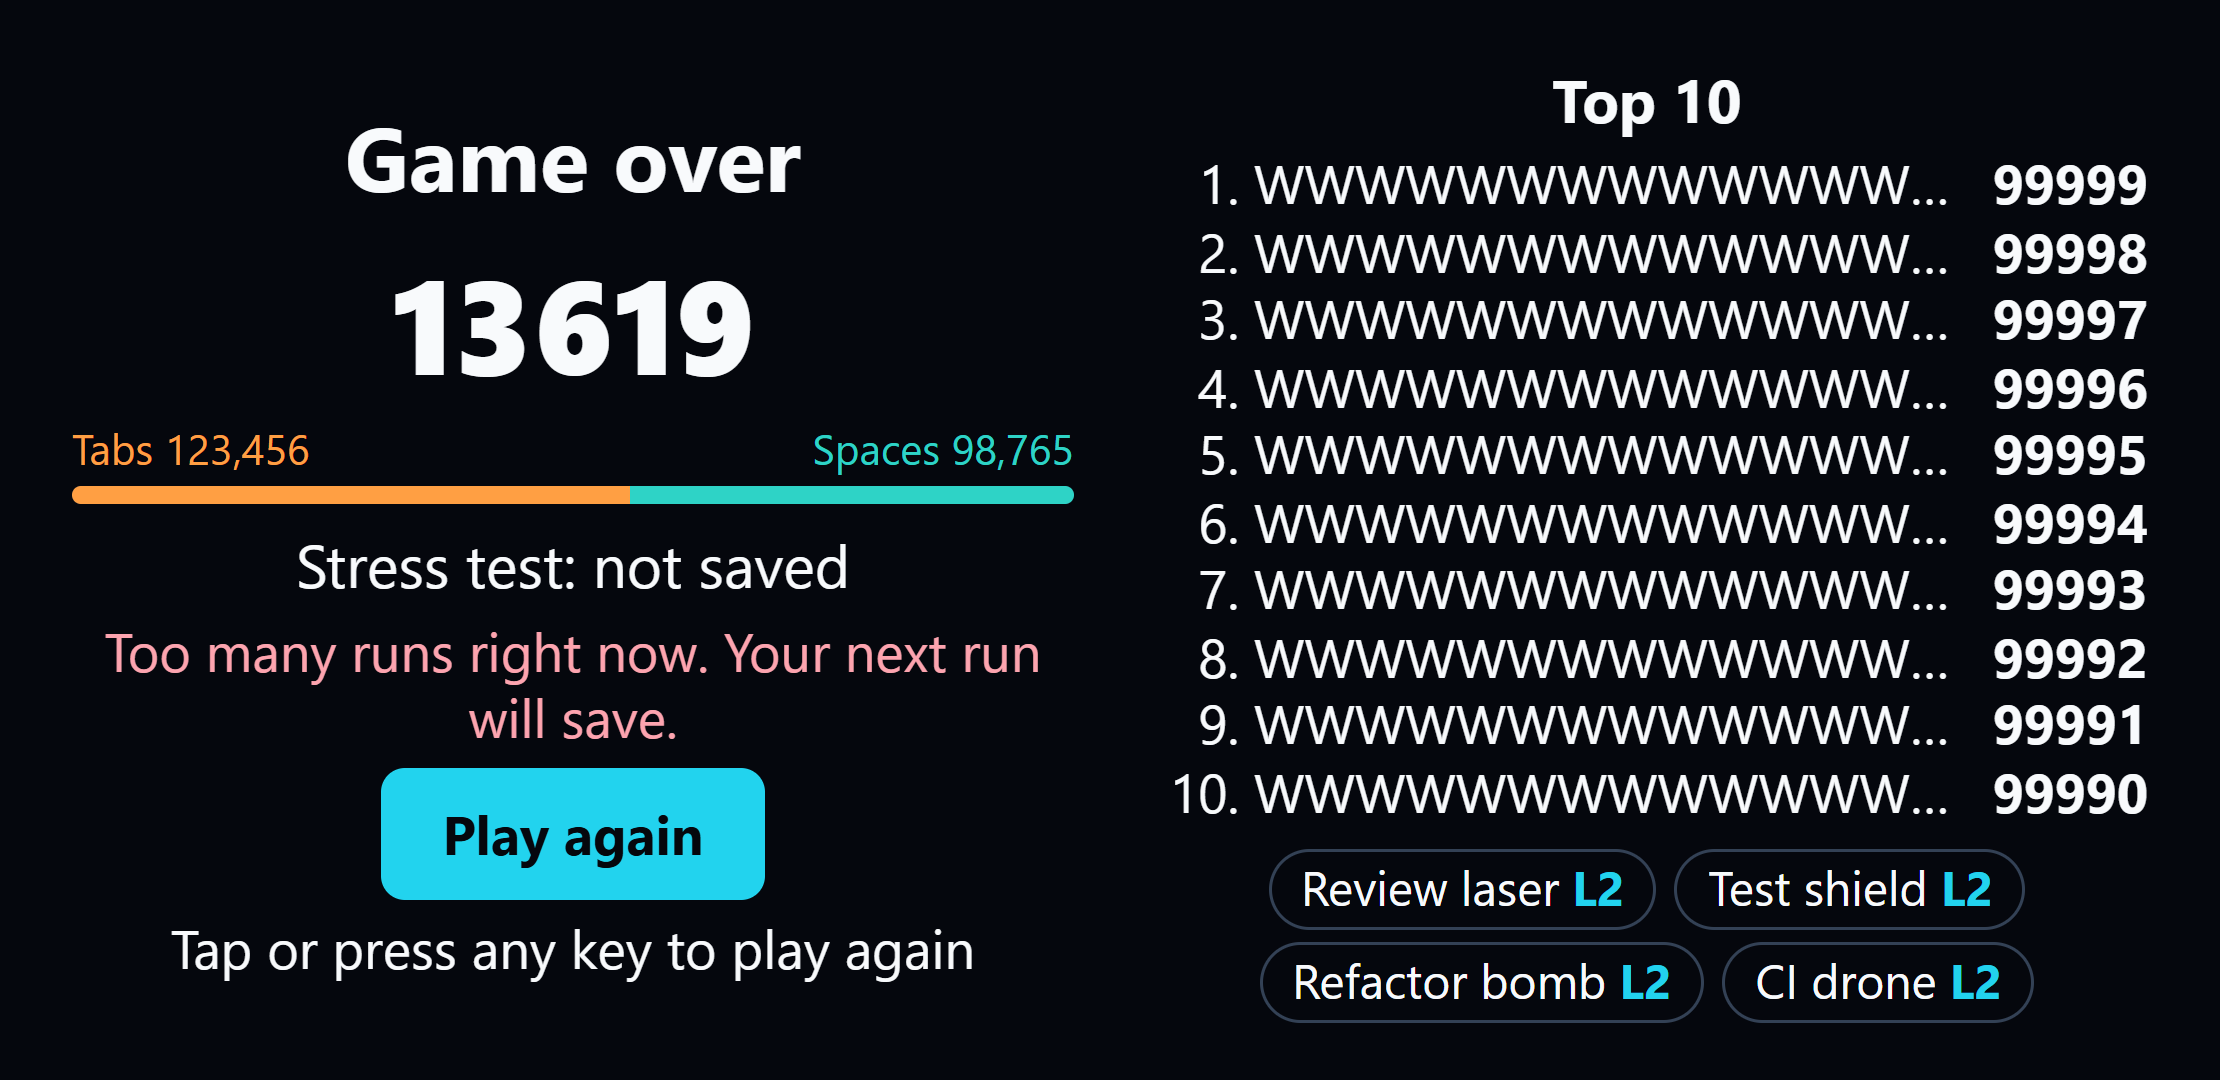 Game over
13619
Tabs 123,456 Spaces 98,765
Stress test: not saved
Too many runs right now. Your next run
will save.
Play again
Tap or press any key to play again
Top 10
1. WWWWWWWWWWWWW... 99999
2. WWWWWWWWWWWWW... 99998
3. WWWWWWWWWWWWW... 99997
4. WWWWWWWWWWWWW... 99996
5. WWWWWWWWWWWWW... 99995
6. WWWWWWWWWWWWW... 99994
7. WWWWWWWWWWWWW... 99993
8. WWWWWWWWWWWWW... 99992
9. WWWWWWWWWWWWW... 99991
10. WWWWWWWWWWWWW... 99990
Review laser L2 Test shield L2
Refactor bomb L2 CI drone L2